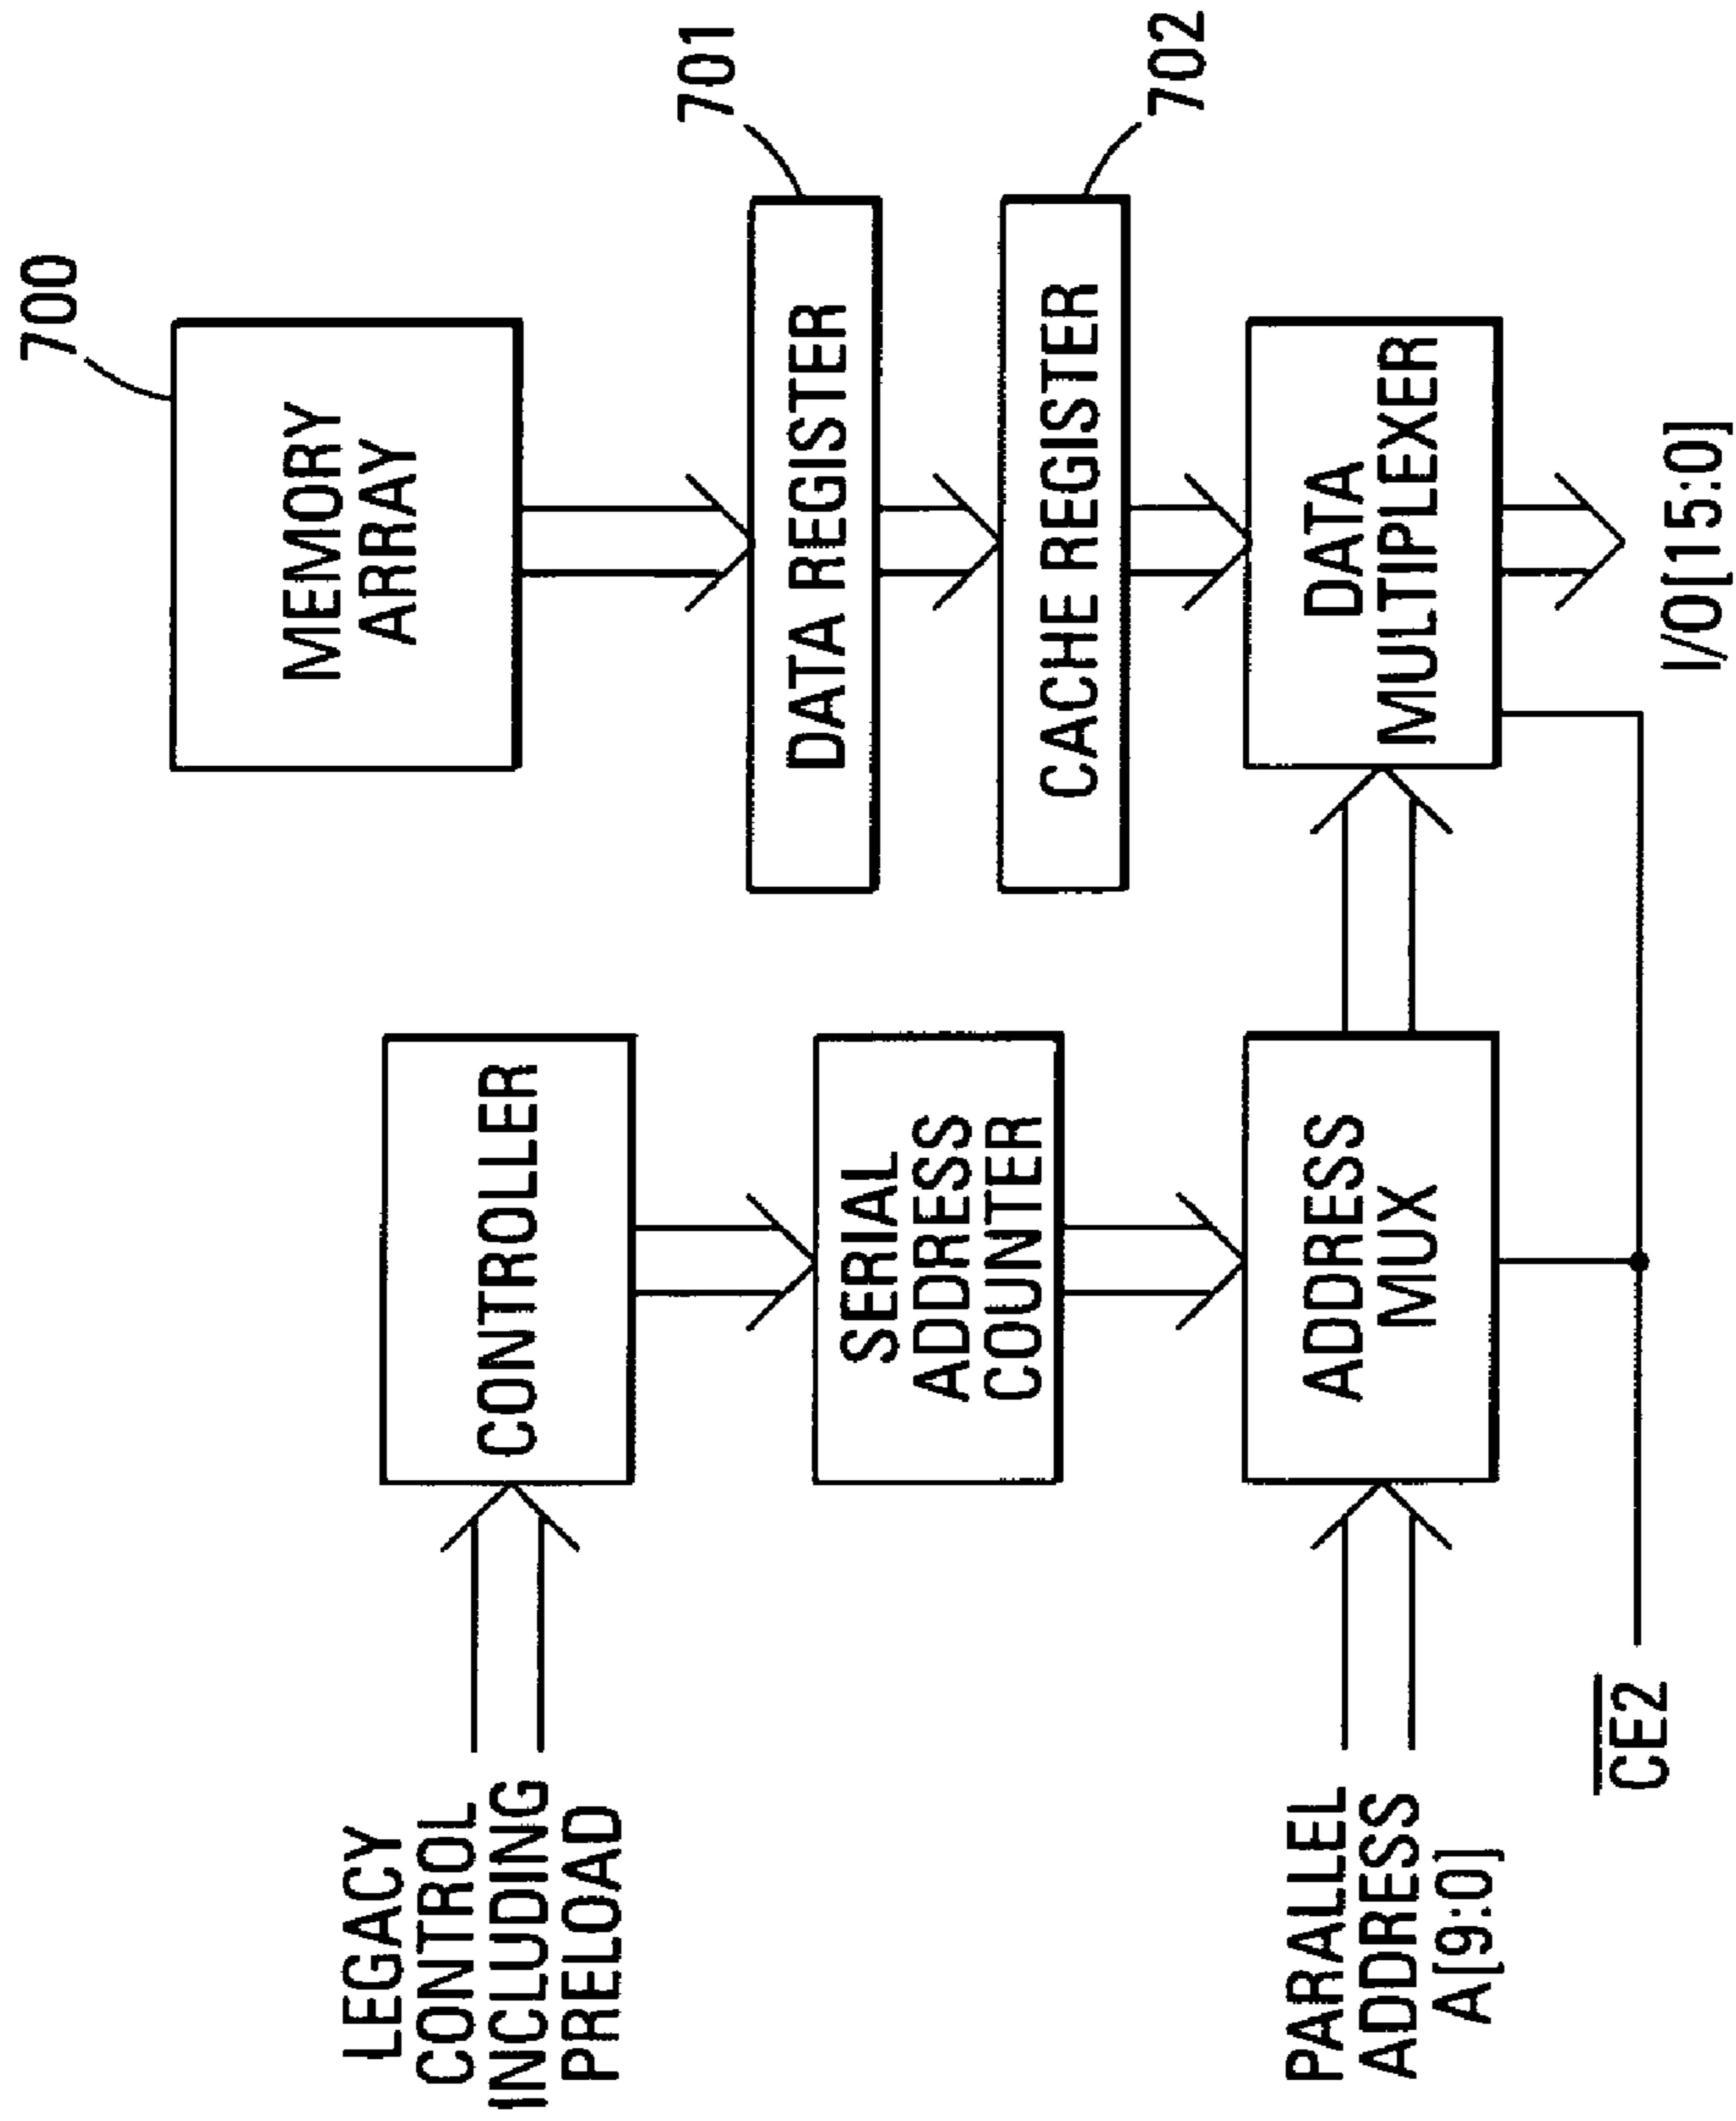 LEGACY
CONTROL
INCLUDING
PRELOAD
CONTROLLER
SERIAL
ADDRESS
COUNTER
PARALLEL
ADDRESS
A[9:0]
ADDRESS
MUX
CE2
700
MEMORY
ARRAY
701
DATA REGISTER
702
CACHE REGISTER
DATA
MULTIPLEXER
I/O[15:0]